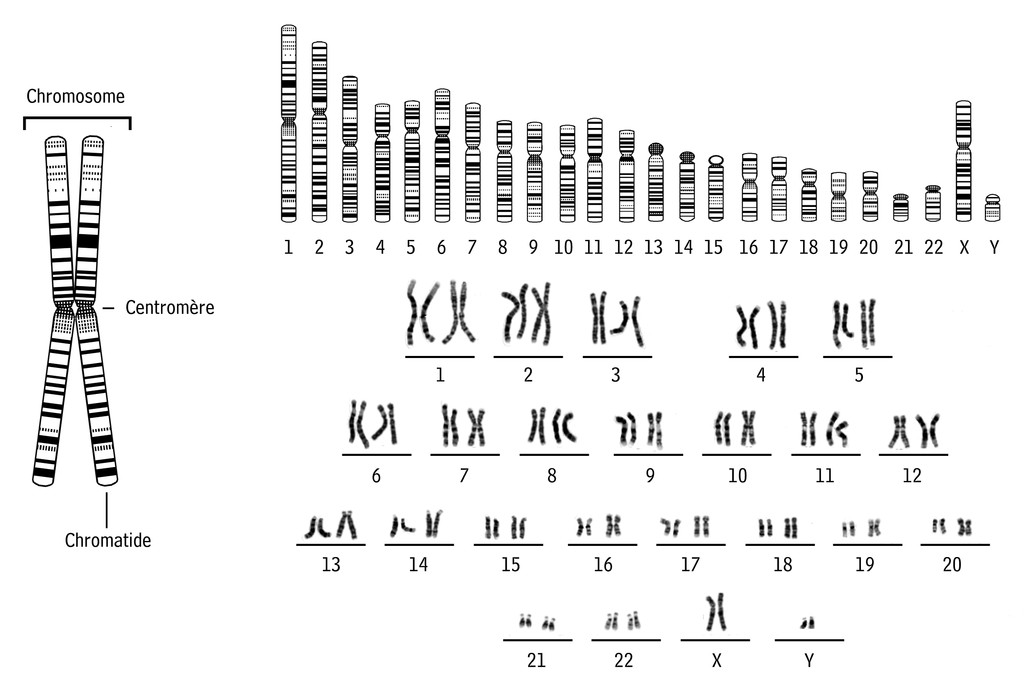 Chromosome
Centromère
Chromatide
1 2 3 4 5 6 7 8 9 10 11 12 13 14 15 16 17 18 19 20 21 22 X Y
1 2 3 4 5
6 7 8 9 10 11 12
13 14 15 16 17 18 19 20
21 22 X Y